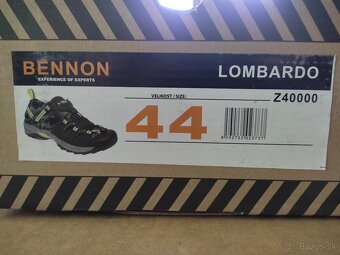 BENNON
EXPERIENCE OF EXPERTS
LOMBARDO
VELIKOST / SIZE:
Z40000
44